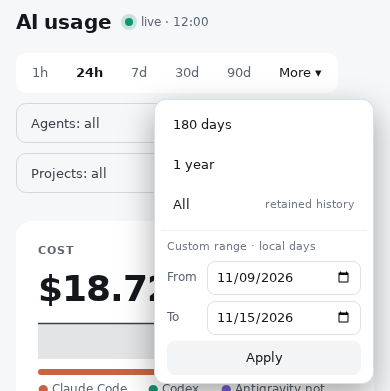 AI usage live · 12:00
1h 24h 7d 30d 90d More ▾
Agents: all
180 days
1 year
Projects: all
All retained history
Custom range · local days
COST
From 11/09/2026
$18.72
To 11/15/2026
Apply
Claude Code Codex Antigravity not